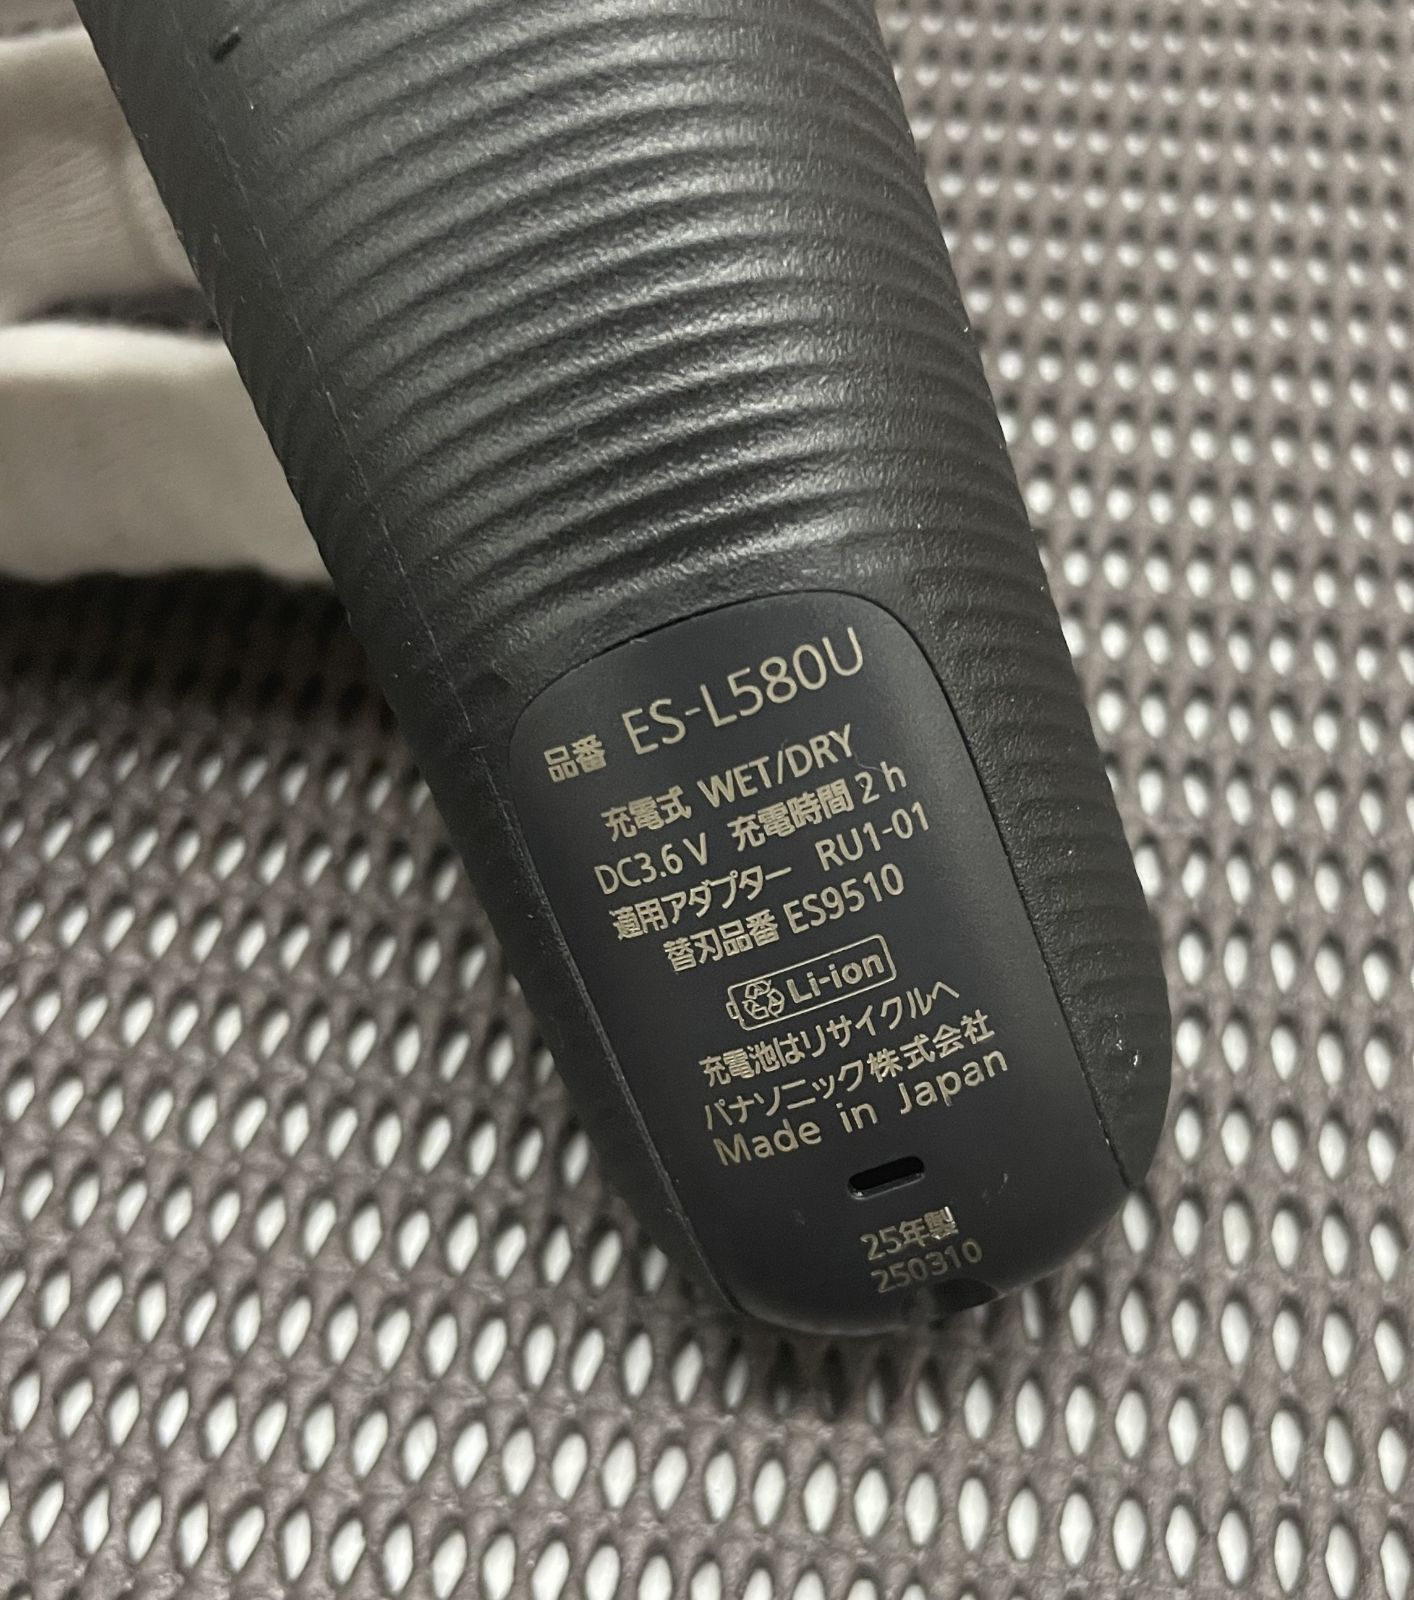 品番 ES-L580U
充電式 WET/DRY
DC3.6V 充電時間 2 h
適用アダプター RU1-01
替刃品番 ES9510
Li-ion
充電池はリサイクルへ
パナソニック株式会社
Made in Japan
25年製
250310